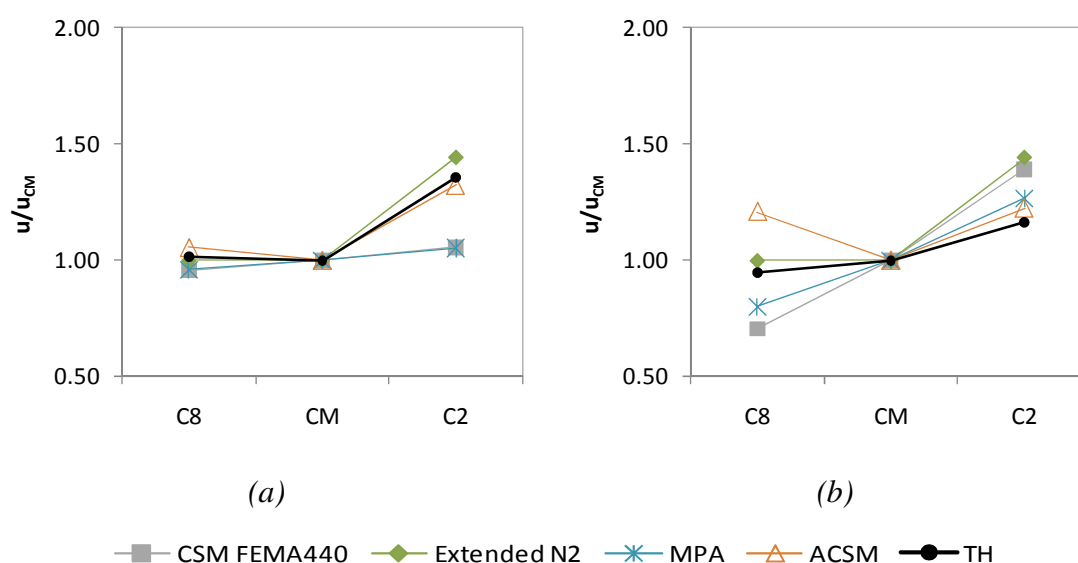 2.00
1.50
1.00
0.50
u/uCM
C8 CM C2
(a)
2.00
1.50
1.00
0.50
u/uCM
C8 CM C2
(b)
CSM FEMA440 Extended N2 MPA ACSM TH